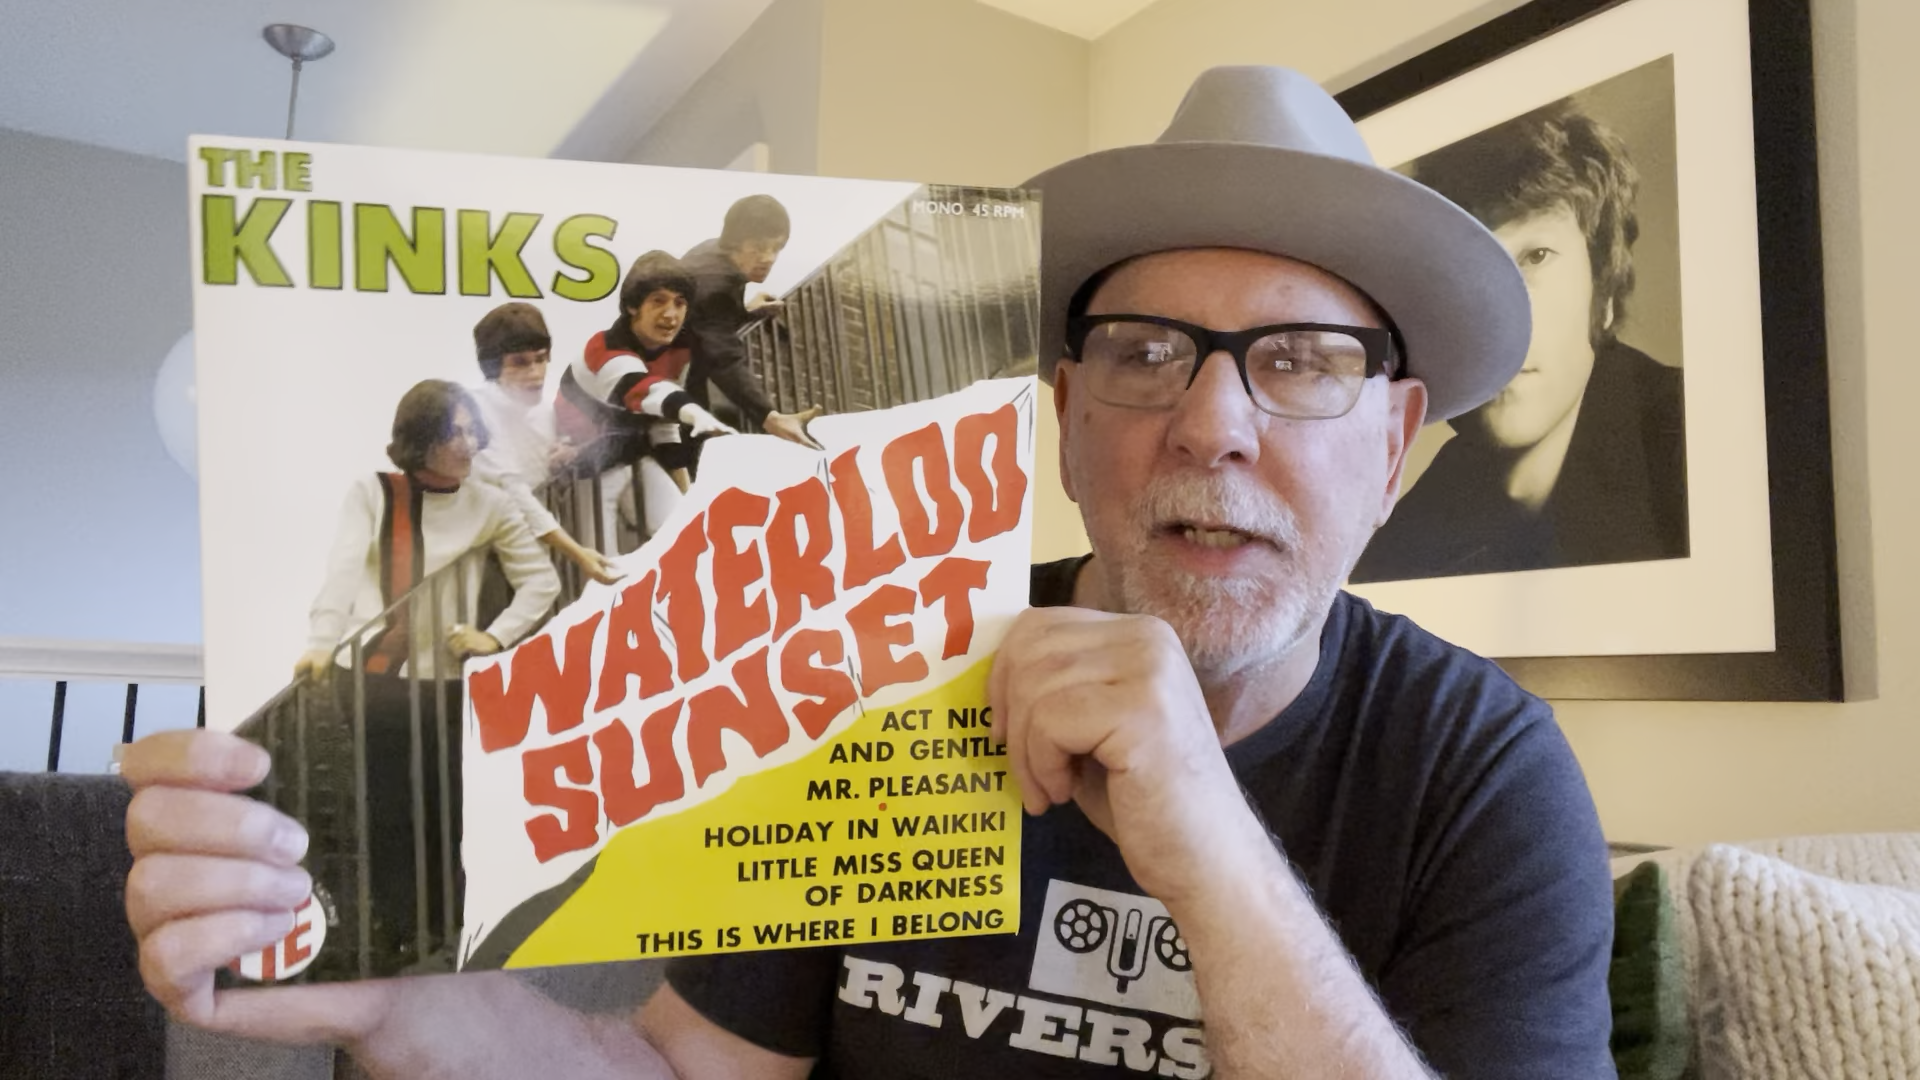 THE
KINKS
MONO 45 RPM
WATERLOO
SUNSET
ACT NIC
AND GENTLE
MR. PLEASANT
HOLIDAY IN WAIKIKI
LITTLE MISS QUEEN
OF DARKNESS
THIS IS WHERE I BELONG
RIVERS